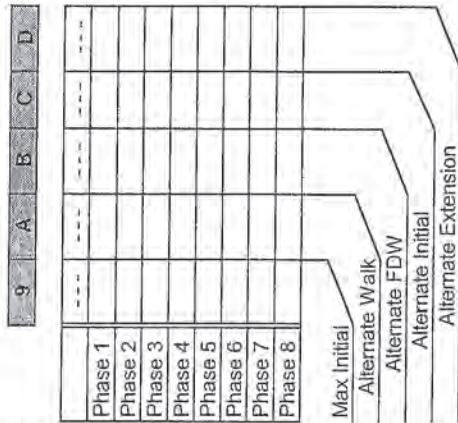 9 A B C D
--- --- --- --- ---
Phase 1
Phase 2
Phase 3
Phase 4
Phase 5
Phase 6
Phase 7
Phase 8
Max Initial
Alternate Walk
Alternate FDW
Alternate Initial
Alternate Extension